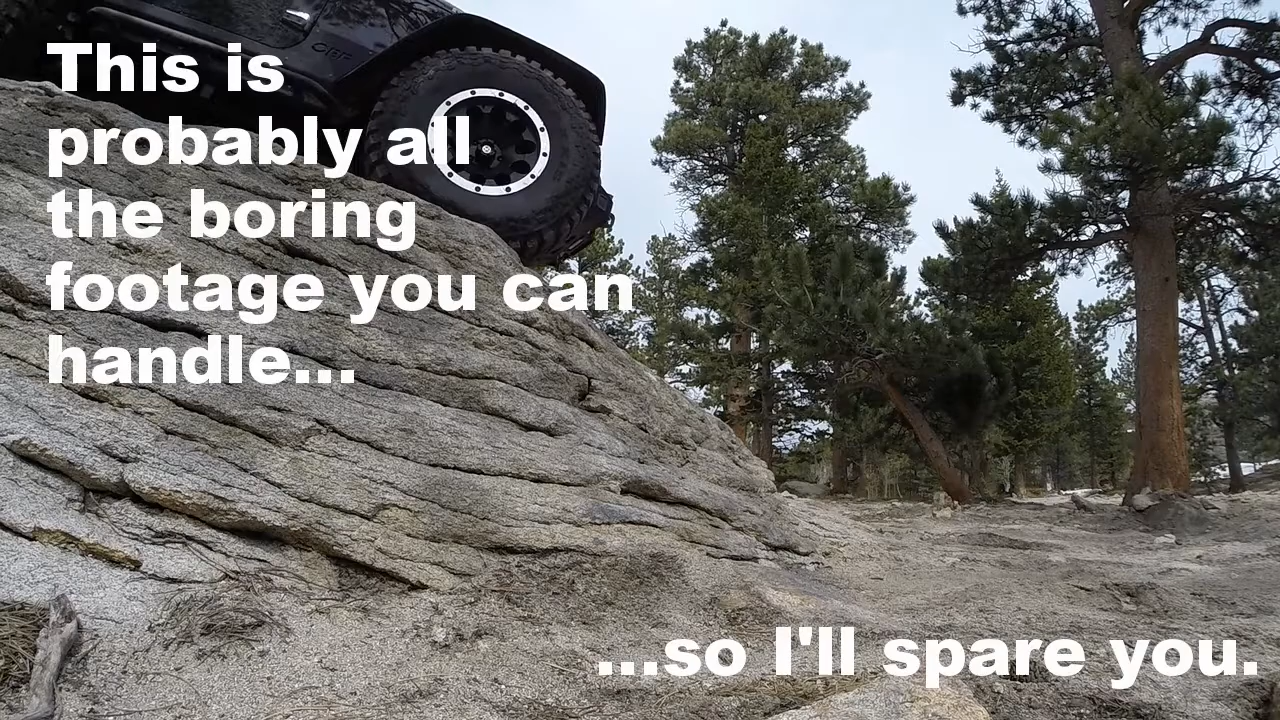 This is
probably all
the boring
footage you can
handle...
...so I'll spare you.